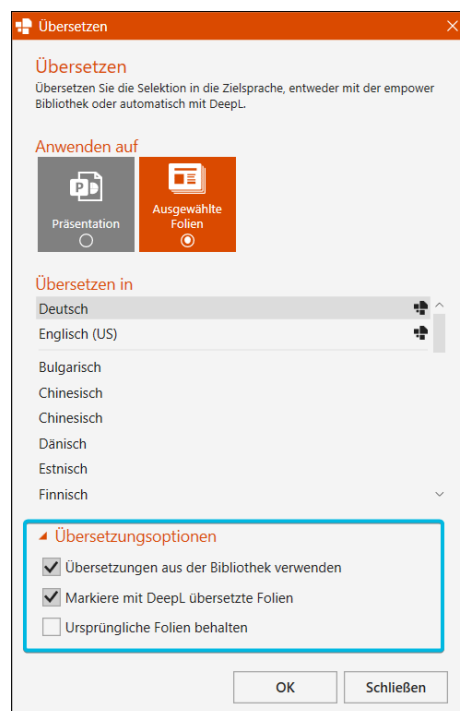 Übersetzen
Übersetzen
Übersetzen Sie die Selektion in die Zielsprache, entweder mit der empower
Bibliothek oder automatisch mit DeepL.
Anwenden auf
Präsentation
Ausgewählte
Folien
Übersetzen in
Deutsch
Englisch (US)
Bulgarisch
Chinesisch
Chinesisch
Dänisch
Estnisch
Finnisch
Übersetzungsoptionen
Übersetzungen aus der Bibliothek verwenden
Markiere mit DeepL übersetzte Folien
Ursprüngliche Folien behalten
OK
Schließen